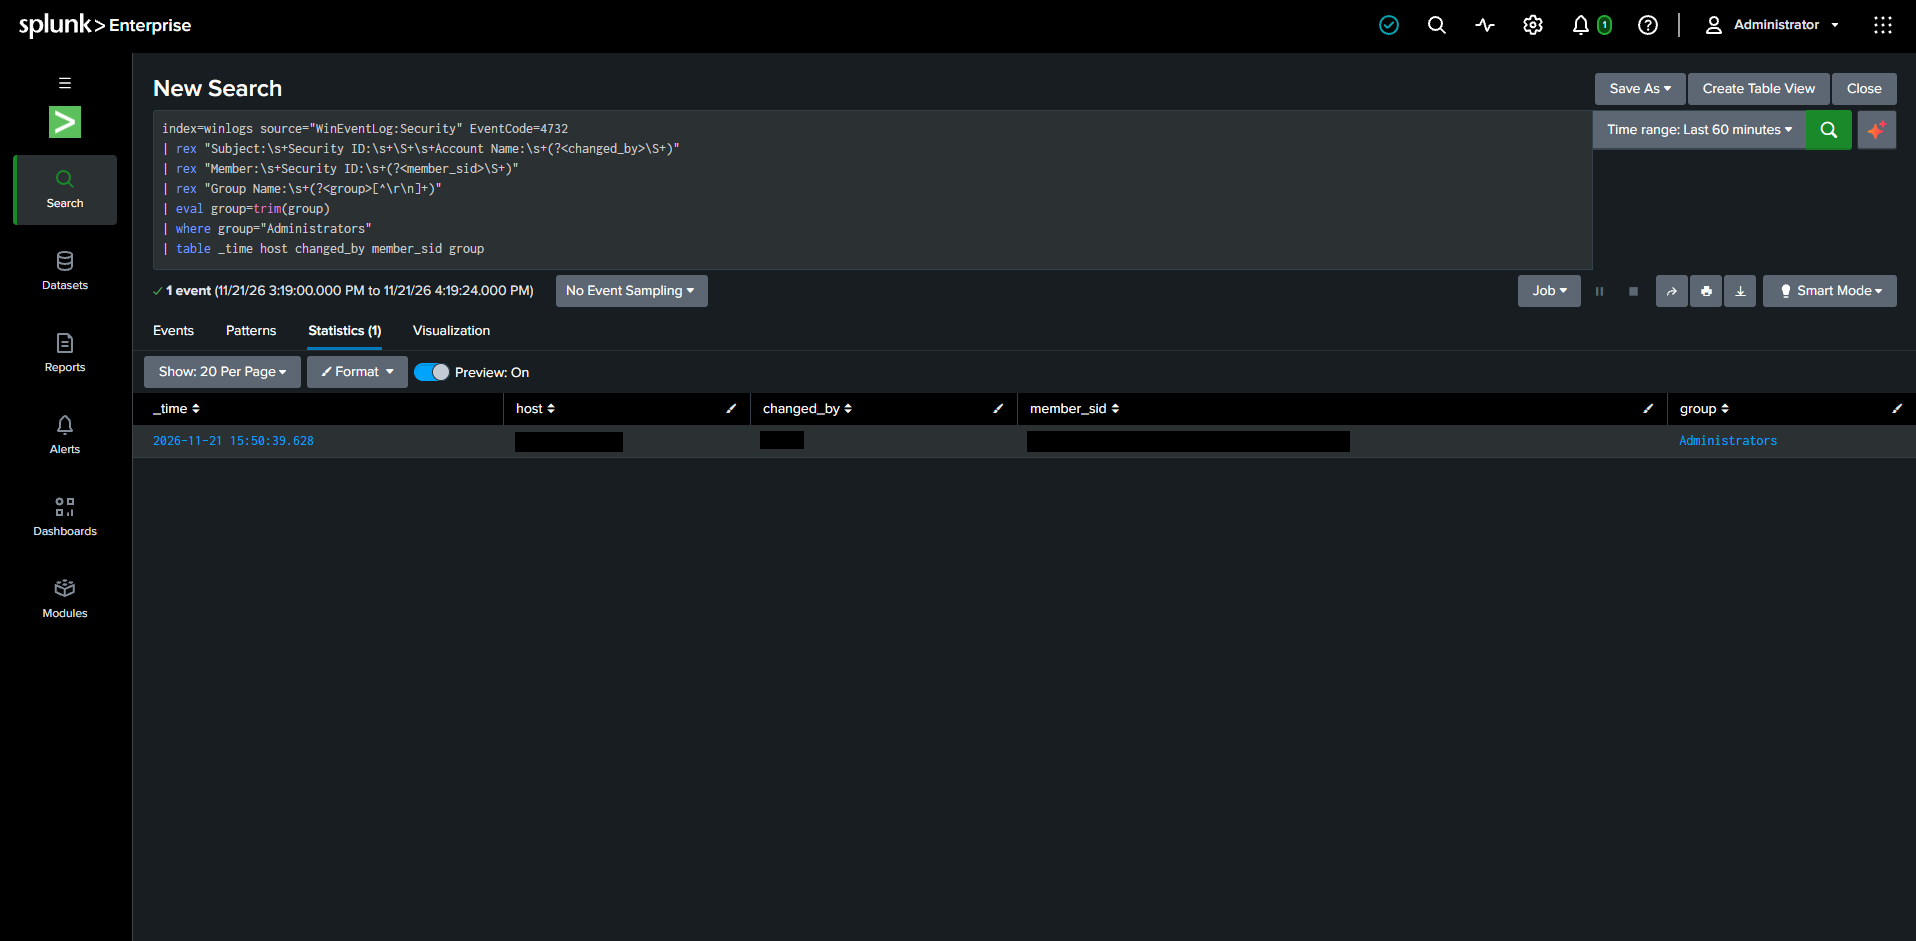 splunk> Enterprise
1
Administrator
New Search
Save As
Create Table View
Close
index=winlogs source="WinEventLog:Security" EventCode=4732
| rex "Subject:\s+Security ID:\s+\S+\s+Account Name:\s+(?<changed_by>\S+)"
| rex "Member:\s+Security ID:\s+(?<member_sid>\S+)"
| rex "Group Name:\s+(?<group>[^\r\n]+)"
| eval group=trim(group)
| where group="Administrators"
| table _time host changed_by member_sid group
Time range: Last 60 minutes
Search
Datasets
Reports
Alerts
Dashboards
Modules
1 event (11/21/26 3:19:00.000 PM to 11/21/26 4:19:24.000 PM)
No Event Sampling
Job
Smart Mode
Events
Patterns
Statistics (1)
Visualization
Show: 20 Per Page
Format
Preview: On
_time
host
changed_by
member_sid
group
2026-11-21 15:50:39.628
Administrators